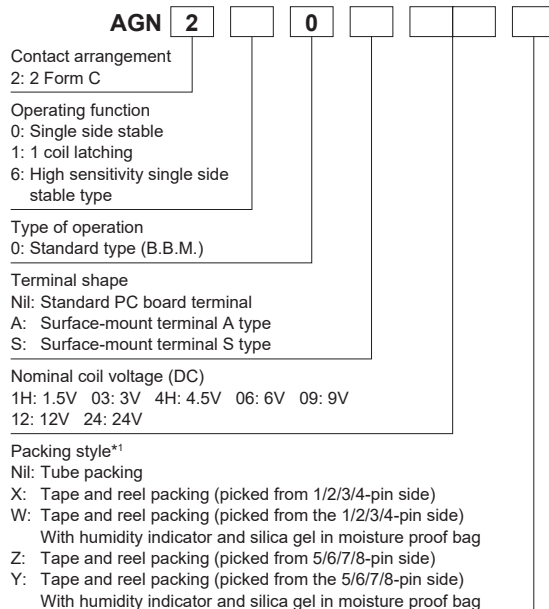 AGN 2 0
Contact arrangement
2: 2 Form C
Operating function
0: Single side stable
1: 1 coil latching
6: High sensitivity single side
stable type
Type of operation
0: Standard type (B.B.M.)
Terminal shape
Nil: Standard PC board terminal
A: Surface-mount terminal A type
S: Surface-mount terminal S type
Nominal coil voltage (DC)
1H: 1.5V 03: 3V 4H: 4.5V 06: 6V 09: 9V
12: 12V 24: 24V
Packing style*1
Nil: Tube packing
X: Tape and reel packing (picked from 1/2/3/4-pin side)
W: Tape and reel packing (picked from the 1/2/3/4-pin side)
With humidity indicator and silica gel in moisture proof bag
Z: Tape and reel packing (picked from 5/6/7/8-pin side)
Y: Tape and reel packing (picked from the 5/6/7/8-pin side)
With humidity indicator and silica gel in moisture proof bag